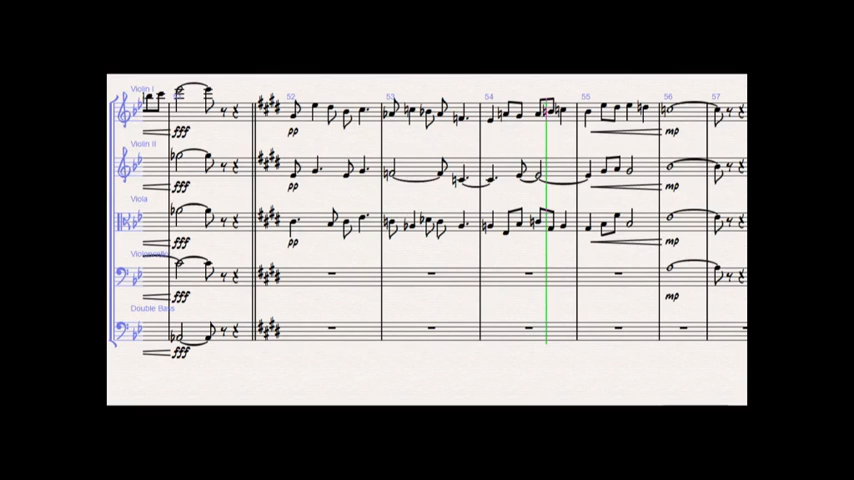 Violin I
52 53 54 55 56 57
fff pp mp
Violin II
fff pp mp
Viola
fff pp mp
Violoncello
fff mp
Double Bass
fff